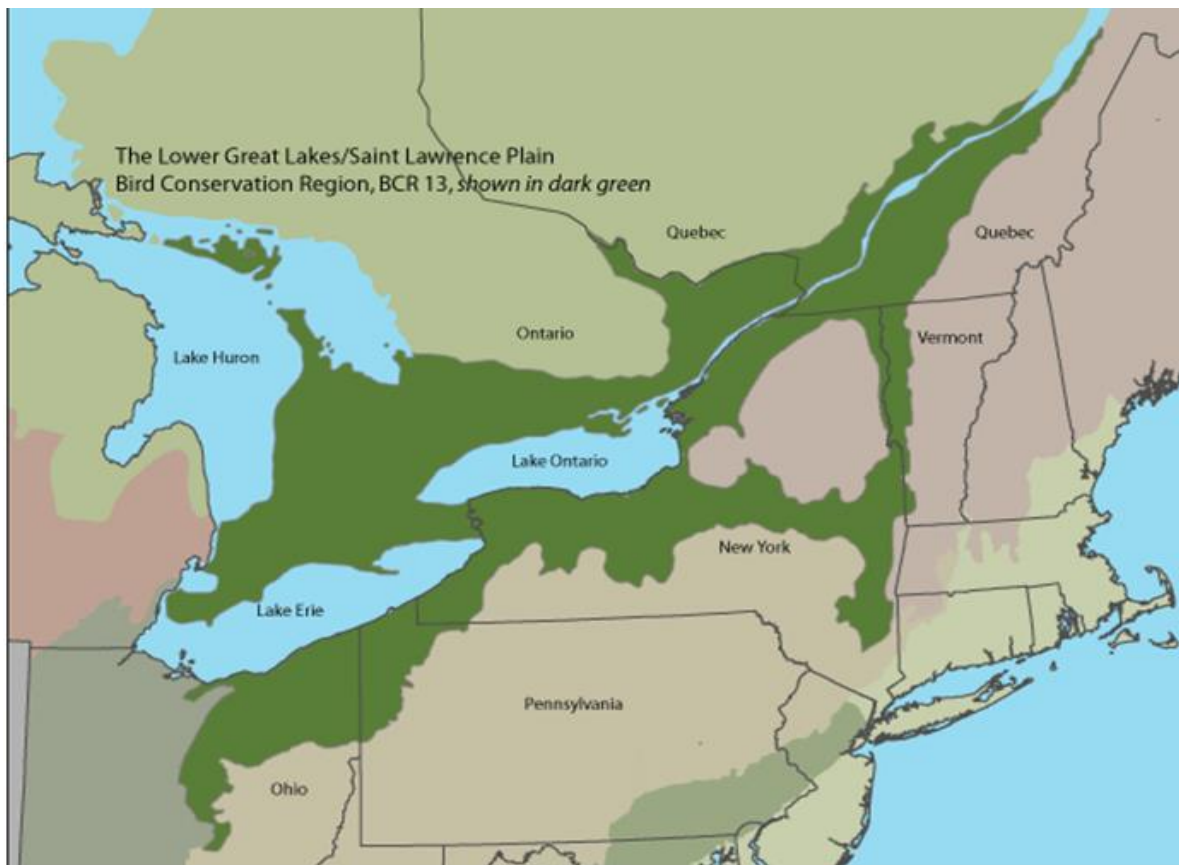 The Lower Great Lakes/Saint Lawrence Plain
Bird Conservation Region, BCR 13, shown in dark green
Quebec
Quebec
Ontario
Vermont
Lake Huron
Lake Ontario
New York
Lake Erie
Pennsylvania
Ohio